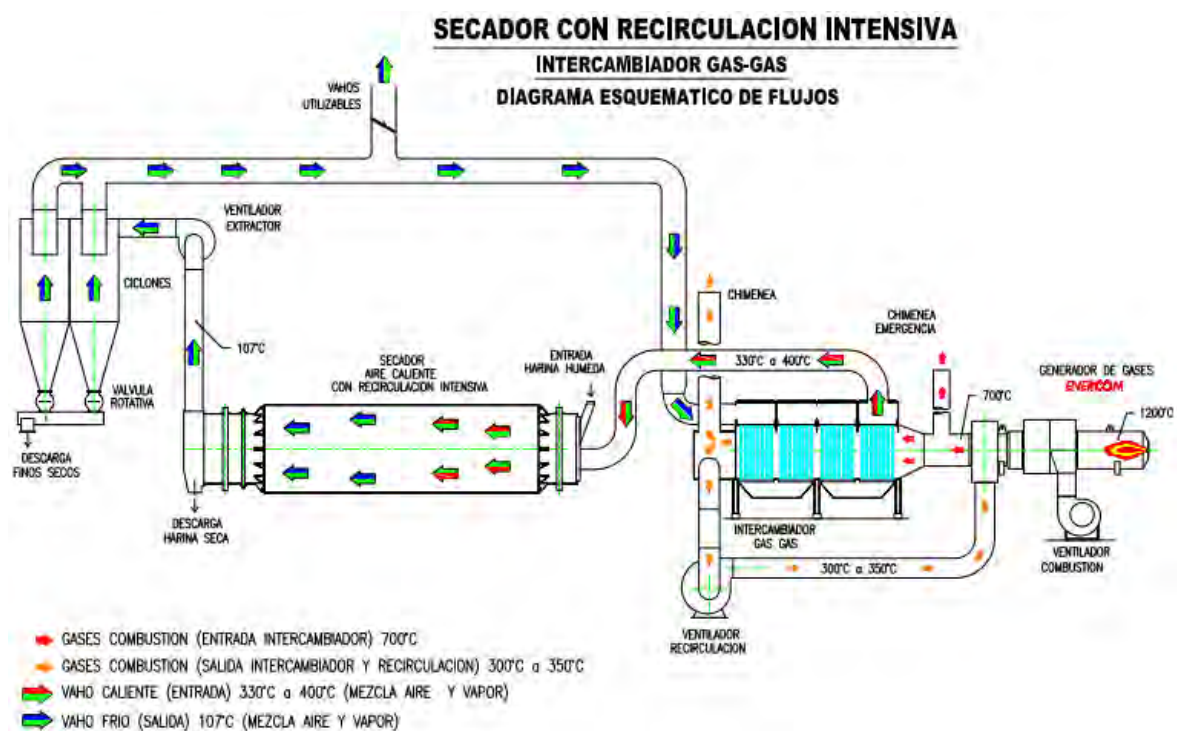 SECADOR CON RECIRCULACION INTENSIVA
INTERCAMBIADOR GAS-GAS
DIAGRAMA ESQUEMATICO DE FLUJOS
VAHOS
UTILIZABLES
VENTILADOR
EXTRACTOR
CICLONES
107°C
VALVULA
ROTATIVA
DESCARGA
FINOS SECOS
DESCARGA
HARINA SECA
SECADOR
AIRE CALIENTE
CON RECIRCULACION INTENSIVA
ENTRADA
HARINA HUMEDA
CHIMENEA
330°C a 400°C
CHIMENEA
EMERGENCIA
GENERADOR DE GASES
ENERCOM
700°C
1200°C
INTERCAMBIADOR
GAS GAS
300°C a 350°C
VENTILADOR
COMBUSTION
VENTILADOR
RECIRCULACION
GASES COMBUSTION (ENTRADA INTERCAMBIADOR) 700°C
GASES COMBUSTION (SALIDA INTERCAMBIADOR Y RECIRCULACION) 300°C a 350°C
VAHO CALIENTE (ENTRADA) 330°C a 400°C (MEZCLA AIRE Y VAPOR)
VAHO FRIO (SALIDA) 107°C (MEZCLA AIRE Y VAPOR)